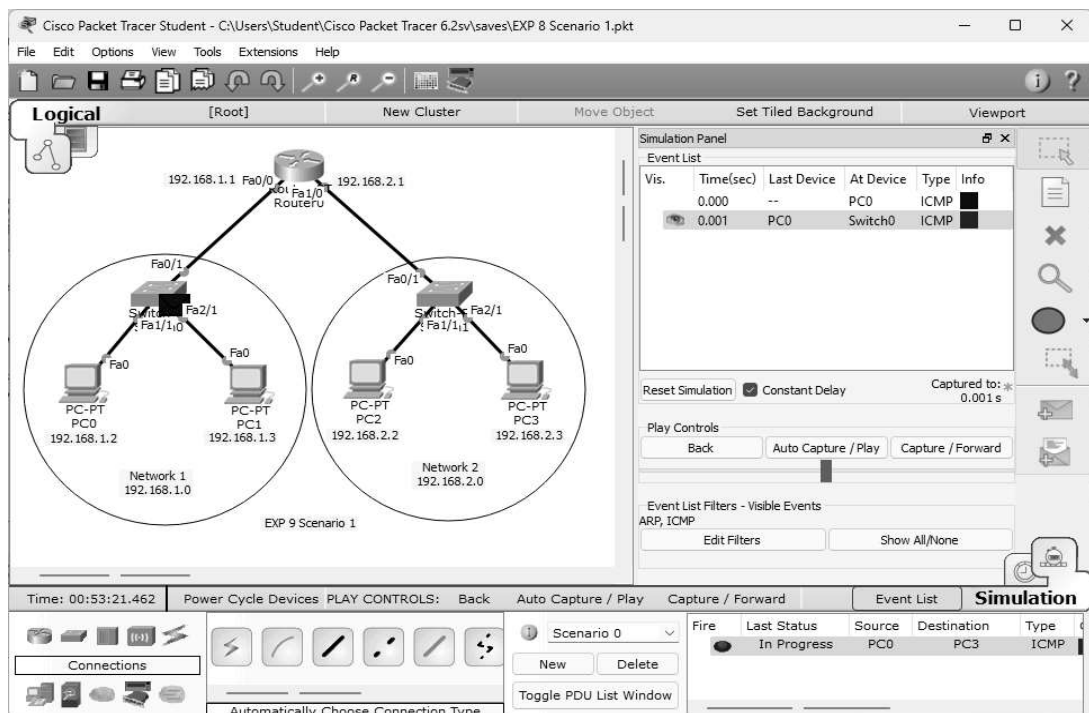 Cisco Packet Tracer Student - C:\Users\Student\Cisco Packet Tracer 6.2sv\saves\EXP 8 Scenario 1.pkt
File Edit Options View Tools Extensions Help
Logical [Root] New Cluster Move Object Set Tiled Background Viewport
192.168.1.1 Fa0/0
Fa1/0 192.168.2.1
Router0
Fa0/1
Fa2/1
Fa1/1
Fa0
Fa0
PC-PT
PC0
192.168.1.2
PC-PT
PC1
192.168.1.3
Network 1
192.168.1.0
Fa0/1
Fa2/1
Fa1/1
Fa0
Fa0
PC-PT
PC2
192.168.2.2
PC-PT
PC3
192.168.2.3
Network 2
192.168.2.0
EXP 9 Scenario 1
Simulation Panel
Event List
Vis. Time(sec) Last Device At Device Type Info
0.000 -- PC0 ICMP
0.001 PC0 Switch0 ICMP
Reset Simulation Constant Delay Captured to: *
0.001 s
Play Controls
Back Auto Capture / Play Capture / Forward
Event List Filters - Visible Events
ARP, ICMP
Edit Filters Show All/None
Time: 00:53:21.462 Power Cycle Devices PLAY CONTROLS: Back Auto Capture / Play Capture / Forward Event List Simulation
Connections
Automatically Choose Connection Type
Scenario 0
New Delete
Toggle PDU List Window
Fire Last Status Source Destination Type
In Progress PC0 PC3 ICMP